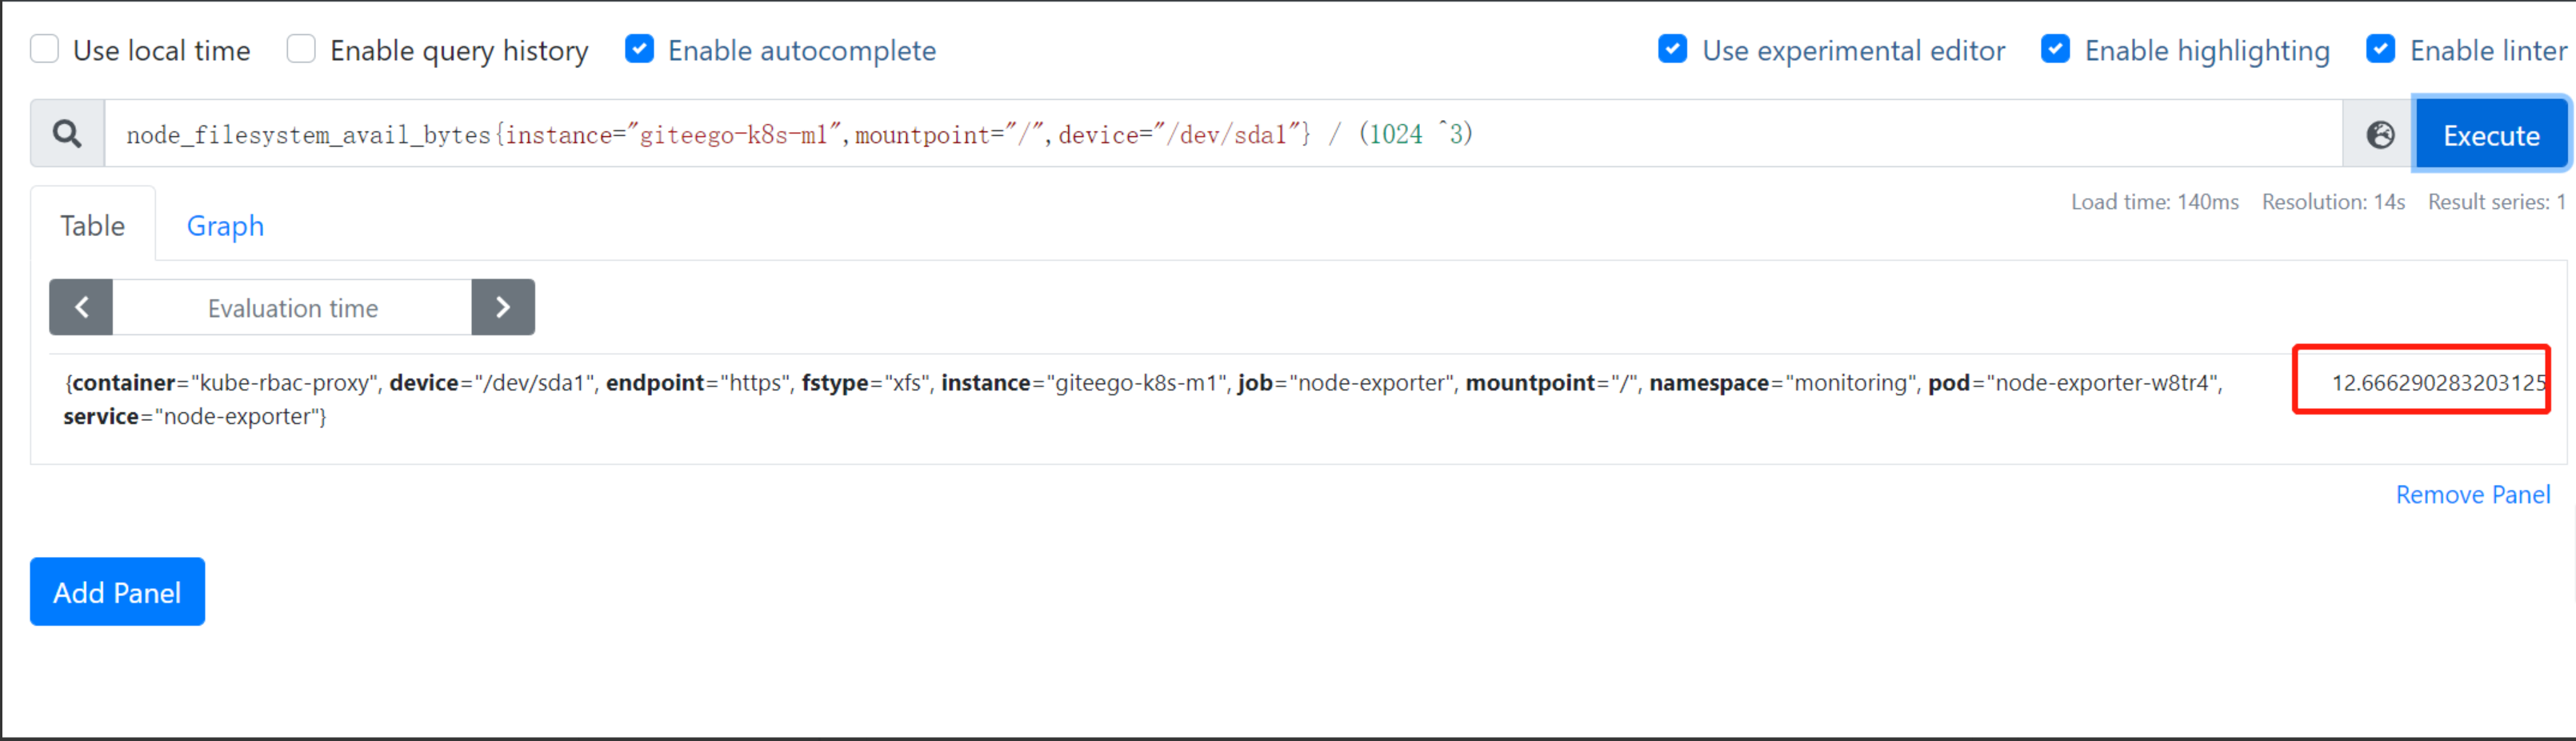 Use local time Enable query history Enable autocomplete Use experimental editor Enable highlighting Enable linter
node_filesystem_avail_bytes{instance="giteego-k8s-m1",mountpoint="/",device="/dev/sda1"} / (1024 ^3) Execute
Load time: 140ms Resolution: 14s Result series: 1
Table Graph
Evaluation time
{container="kube-rbac-proxy", device="/dev/sda1", endpoint="https", fstype="xfs", instance="giteego-k8s-m1", job="node-exporter", mountpoint="/", namespace="monitoring", pod="node-exporter-w8tr4", 12.666290283203125
service="node-exporter"}
Remove Panel
Add Panel